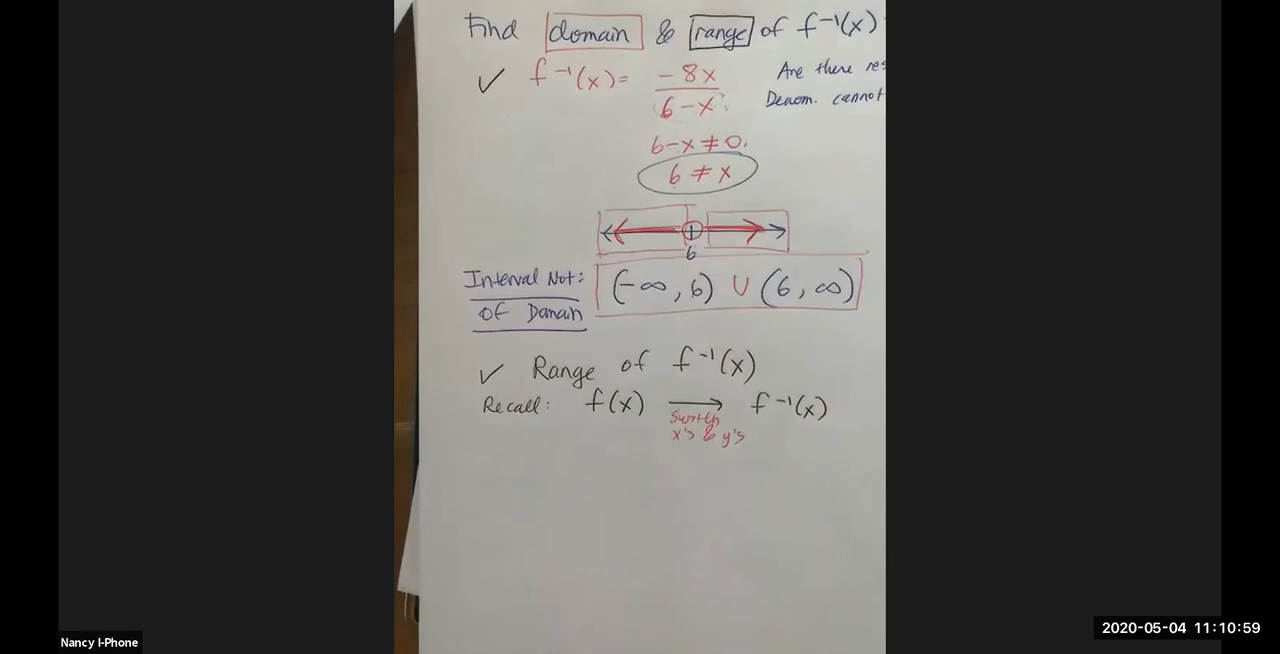 Find domain & range of f⁻¹(x)
✓ f⁻¹(x) = -8x / 6-x
Are there res
Denom. cannot
6-x ≠ 0.
6 ≠ x
6
Interval Not: (-∞, 6) ∪ (6, ∞)
Of Domain
✓ Range of f⁻¹(x)
Recall: f(x) → f⁻¹(x)
Switch
x's & y's
Nancy I-Phone
2020-05-04 11:10:59